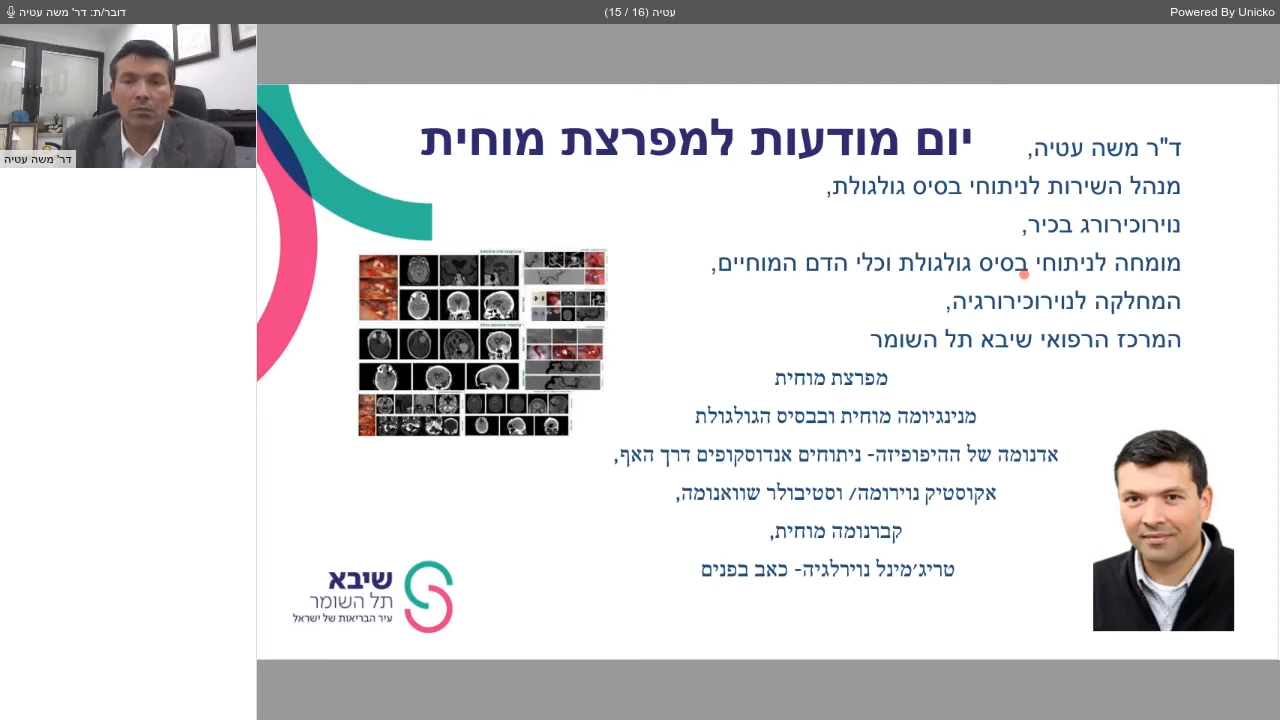 דובר/ת: דר' משה עטיה
עטיה (16 / 15)
Powered By Unicko
דר' משה עטיה
יום מודעות למפרצת מוחית
ד"ר משה עטיה,
מנהל השירות לניתוחי בסיס גולגולת,
נוירוכירורג בכיר,
מומחה לניתוחי בסיס גולגולת וכלי הדם המוחיים,
המחלקה לנוירוכירורגיה,
המרכז הרפואי שיבא תל השומר
מפרצת מוחית
מנינגיומה מוחית ובבסיס הגולגולת
אדנומה של ההיפופיזה- ניתוחים אנדוסקופים דרך האף,
אקוסטיק נוירומה/ וסטיבולר שוואנומה,
קברנומה מוחית,
טריג׳מינל נוירלגיה- כאב בפנים
שיבא
תל השומר
עיר הבריאות של ישראל